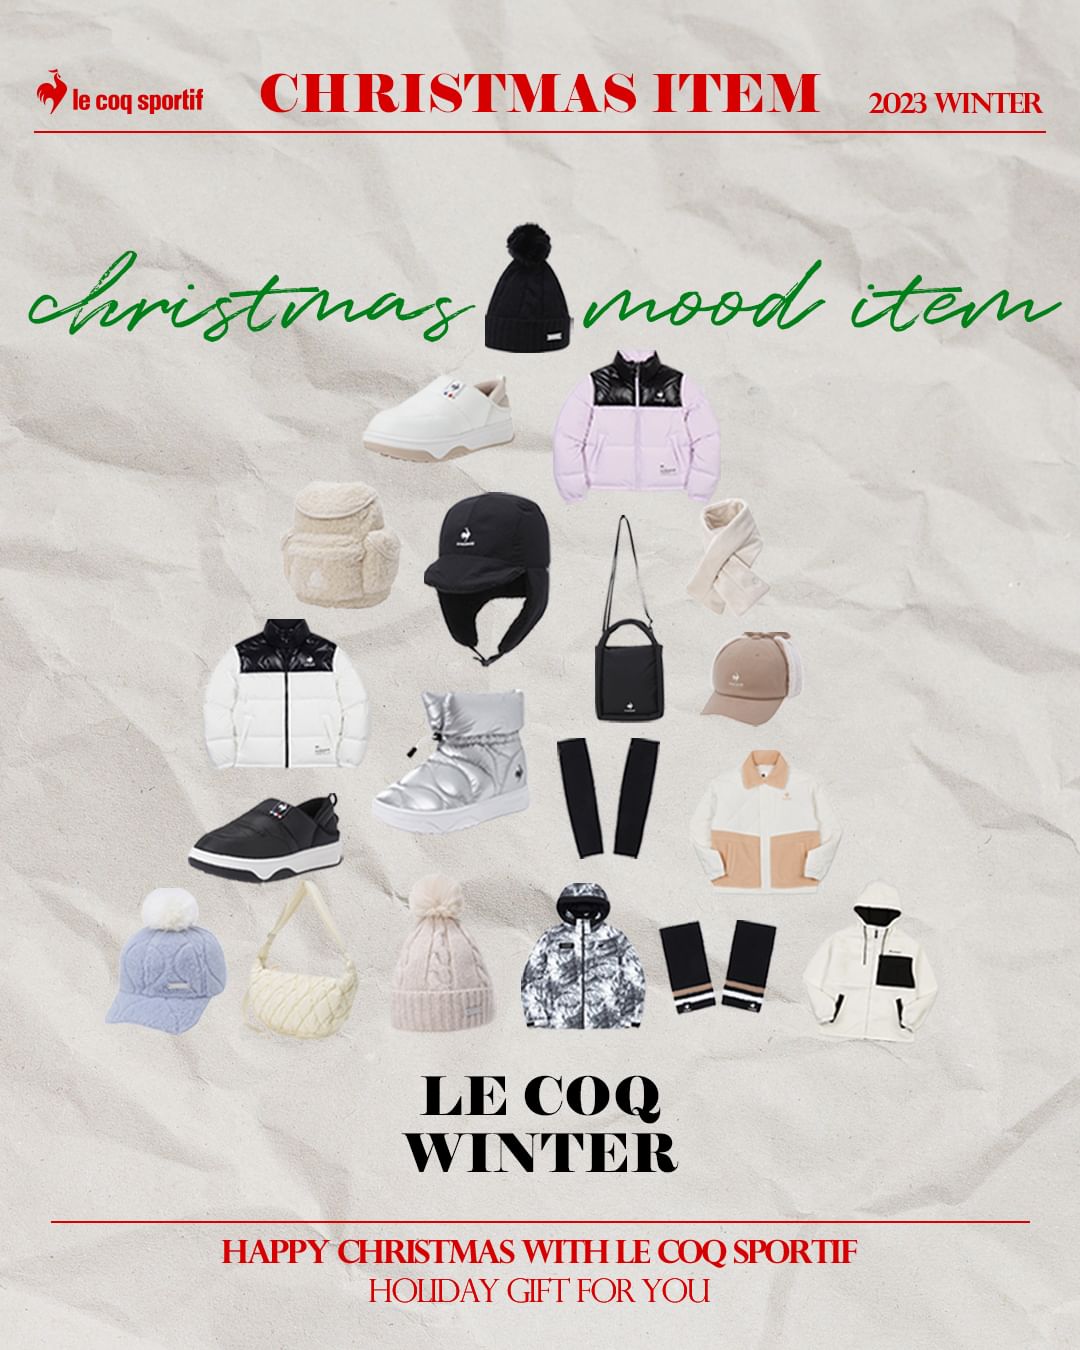 le coq sportif
CHRISTMAS ITEM
2023 WINTER
christmas mood item
LE COQ
WINTER
HAPPY CHRISTMAS WITH LE COQ SPORTIF
HOLIDAY GIFT FOR YOU